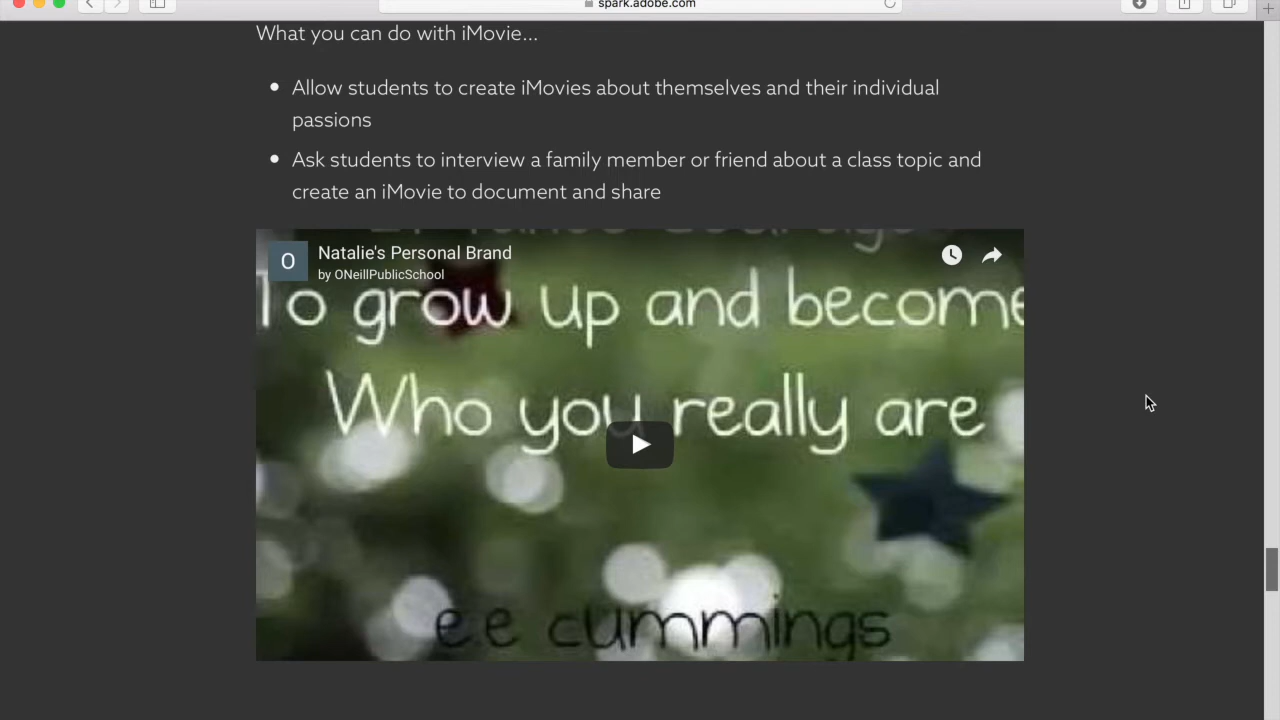 spark.adobe.com
What you can do with iMovie...
Allow students to create iMovies about themselves and their individual
passions
Ask students to interview a family member or friend about a class topic and
create an iMovie to document and share
O
Natalie's Personal Brand
by ONeillPublicSchool
To grow up and become
Who you really are
e.e cummings